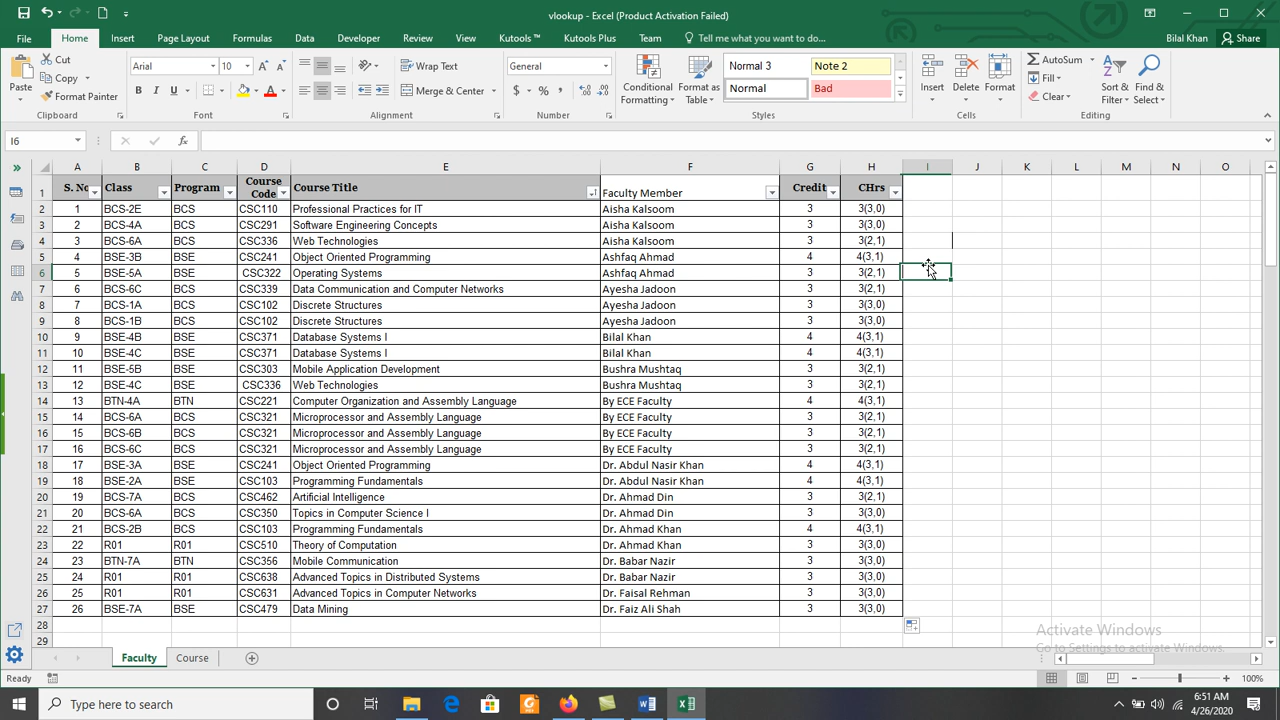 vlookup - Excel (Product Activation Failed)
File Home Insert Page Layout Formulas Data Developer Review View Kutools ™ Kutools Plus Team Tell me what you want to do... Bilal Khan Share
Paste Cut Copy Format Painter
Clipboard
Arial 10
B I U
Font
Wrap Text
Merge & Center
Alignment
General
$ % ,
Number
Conditional Formatting Format as Table
Normal 3 Note 2
Normal Bad
Styles
Insert Delete Format
Cells
AutoSum Fill Clear
Sort & Filter Find & Select
Editing
I6 fx
A B C D E F G H I J K L M N O
1 S. No Class Program Course Code Course Title Faculty Member Credit CHrs
2 1 BCS-2E BCS CSC110 Professional Practices for IT Aisha Kalsoom 3 3(3,0)
3 2 BCS-4A BCS CSC291 Software Engineering Concepts Aisha Kalsoom 3 3(3,0)
4 3 BCS-6A BCS CSC336 Web Technologies Aisha Kalsoom 3 3(2,1)
5 4 BSE-3B BSE CSC241 Object Oriented Programming Ashfaq Ahmad 4 4(3,1)
6 5 BSE-5A BSE CSC322 Operating Systems Ashfaq Ahmad 3 3(2,1)
7 6 BSE-6C BCS CSC339 Data Communication and Computer Networks Ayesha Jadoon 3 3(2,1)
8 7 BCS-1A BCS CSC102 Discrete Structures Ayesha Jadoon 3 3(3,0)
9 8 BCS-1B BCS CSC102 Discrete Structures Ayesha Jadoon 3 3(3,0)
10 9 BSE-4B BSE CSC371 Database Systems I Bilal Khan 4 4(3,1)
11 10 BSE-4C BSE CSC371 Database Systems I Bilal Khan 4 4(3,1)
12 11 BSE-5B BSE CSC303 Mobile Application Development Bushra Mushtaq 3 3(2,1)
13 12 BSE-4C BSE CSC336 Web Technologies Bushra Mushtaq 3 3(2,1)
14 13 BTN-4A BTN CSC221 Computer Organization and Assembly Language By ECE Faculty 4 4(3,1)
15 14 BCS-6A BCS CSC321 Microprocessor and Assembly Language By ECE Faculty 3 3(2,1)
16 15 BCS-6B BCS CSC321 Microprocessor and Assembly Language By ECE Faculty 3 3(2,1)
17 16 BCS-6C BCS CSC321 Microprocessor and Assembly Language By ECE Faculty 3 3(2,1)
18 17 BSE-3A BSE CSC241 Object Oriented Programming Dr. Abdul Nasir Khan 4 4(3,1)
19 18 BSE-2A BSE CSC103 Programming Fundamentals Dr. Abdul Nasir Khan 4 4(3,1)
20 19 BCS-7A BCS CSC462 Artificial Intelligence Dr. Ahmad Din 3 3(2,1)
21 20 BCS-6A BCS CSC350 Topics in Computer Science I Dr. Ahmad Din 3 3(3,0)
22 21 BCS-2B BCS CSC103 Programming Fundamentals Dr. Ahmad Khan 4 4(3,1)
23 22 R01 R01 CSC510 Theory of Computation Dr. Ahmad Khan 3 3(3,0)
24 23 BTN-7A BTN CSC356 Mobile Communication Dr. Babar Nazir 3 3(3,0)
25 24 R01 R01 CSC638 Advanced Topics in Distributed Systems Dr. Babar Nazir 3 3(3,0)
26 25 R01 R01 CSC631 Advanced Topics in Computer Networks Dr. Faisal Rehman 3 3(3,0)
27 26 BSE-7A BSE CSC479 Data Mining Dr. Faiz Ali Shah 3 3(3,0)
28
29
Activate Windows
Go to Settings to activate Windows.
Faculty Course
Ready 100%
Type here to search
6:51 AM
4/26/2020